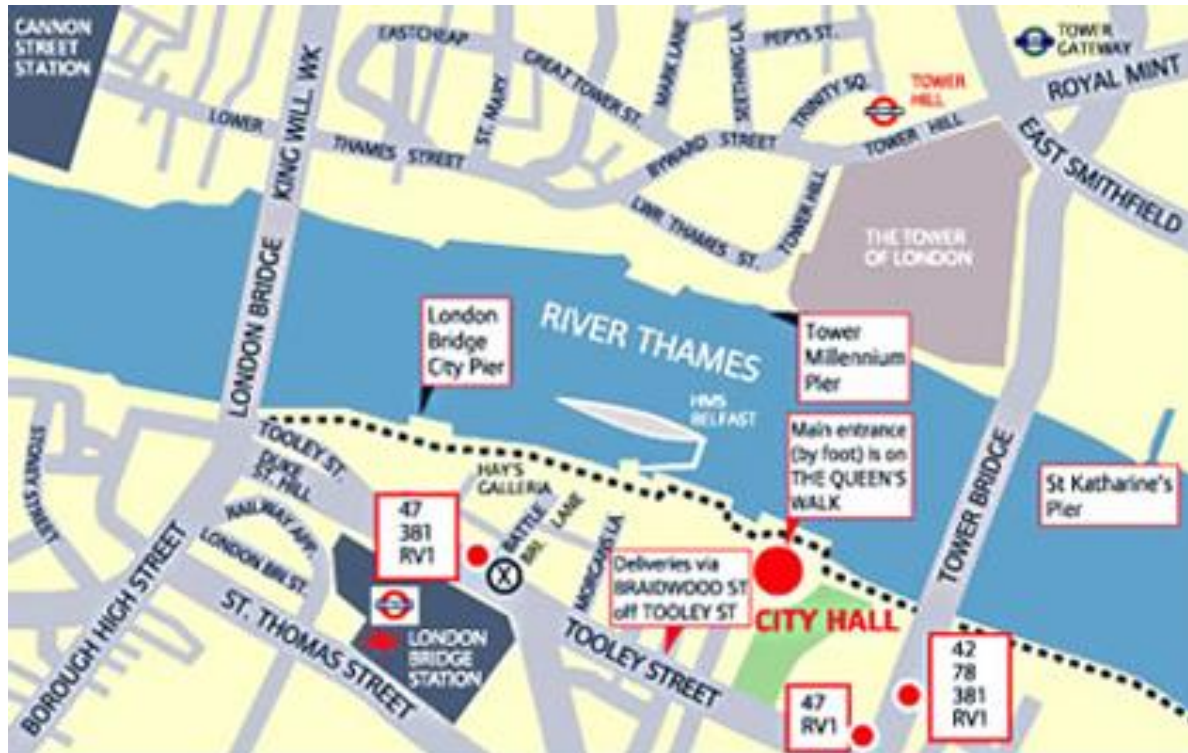 CANNON
STREET
STATION
EASTCHEAP
GREAT TOWER ST.
MARK LANE
SEETHING LA.
PEPYS ST.
TRINITY SQ.
TOWER
HILL
TOWER
GATEWAY
ROYAL MINT
KING WILL. WK
LOWER
THAMES STREET
ST. MARY
BYWARD STREET
TOWER HILL
EAST SMITHFIELD
LWR. THAMES ST.
TOWER HILL
THE TOWER
OF LONDON
LONDON BRIDGE
London
Bridge
City Pier
RIVER THAMES
Tower
Millennium
Pier
HMS
BELFAST
Main entrance
(by foot) is on
THE QUEEN'S
WALK
St Katharine's
Pier
TOWER BRIDGE
STONEY STREET
TOOLEY ST.
DUKE
ST. HILL
HAY'S
GALLERIA
RAILWAY APP.
LONDON BRI. ST.
47
381
RV1
BATTLE
BRI. LANE
X
MORGANS LA.
Deliveries via
BRAIDWOOD ST
off TOOLEY ST
CITY HALL
BOROUGH HIGH STREET
ST. THOMAS STREET
LONDON
BRIDGE
STATION
TOOLEY STREET
47
RV1
42
78
381
RV1